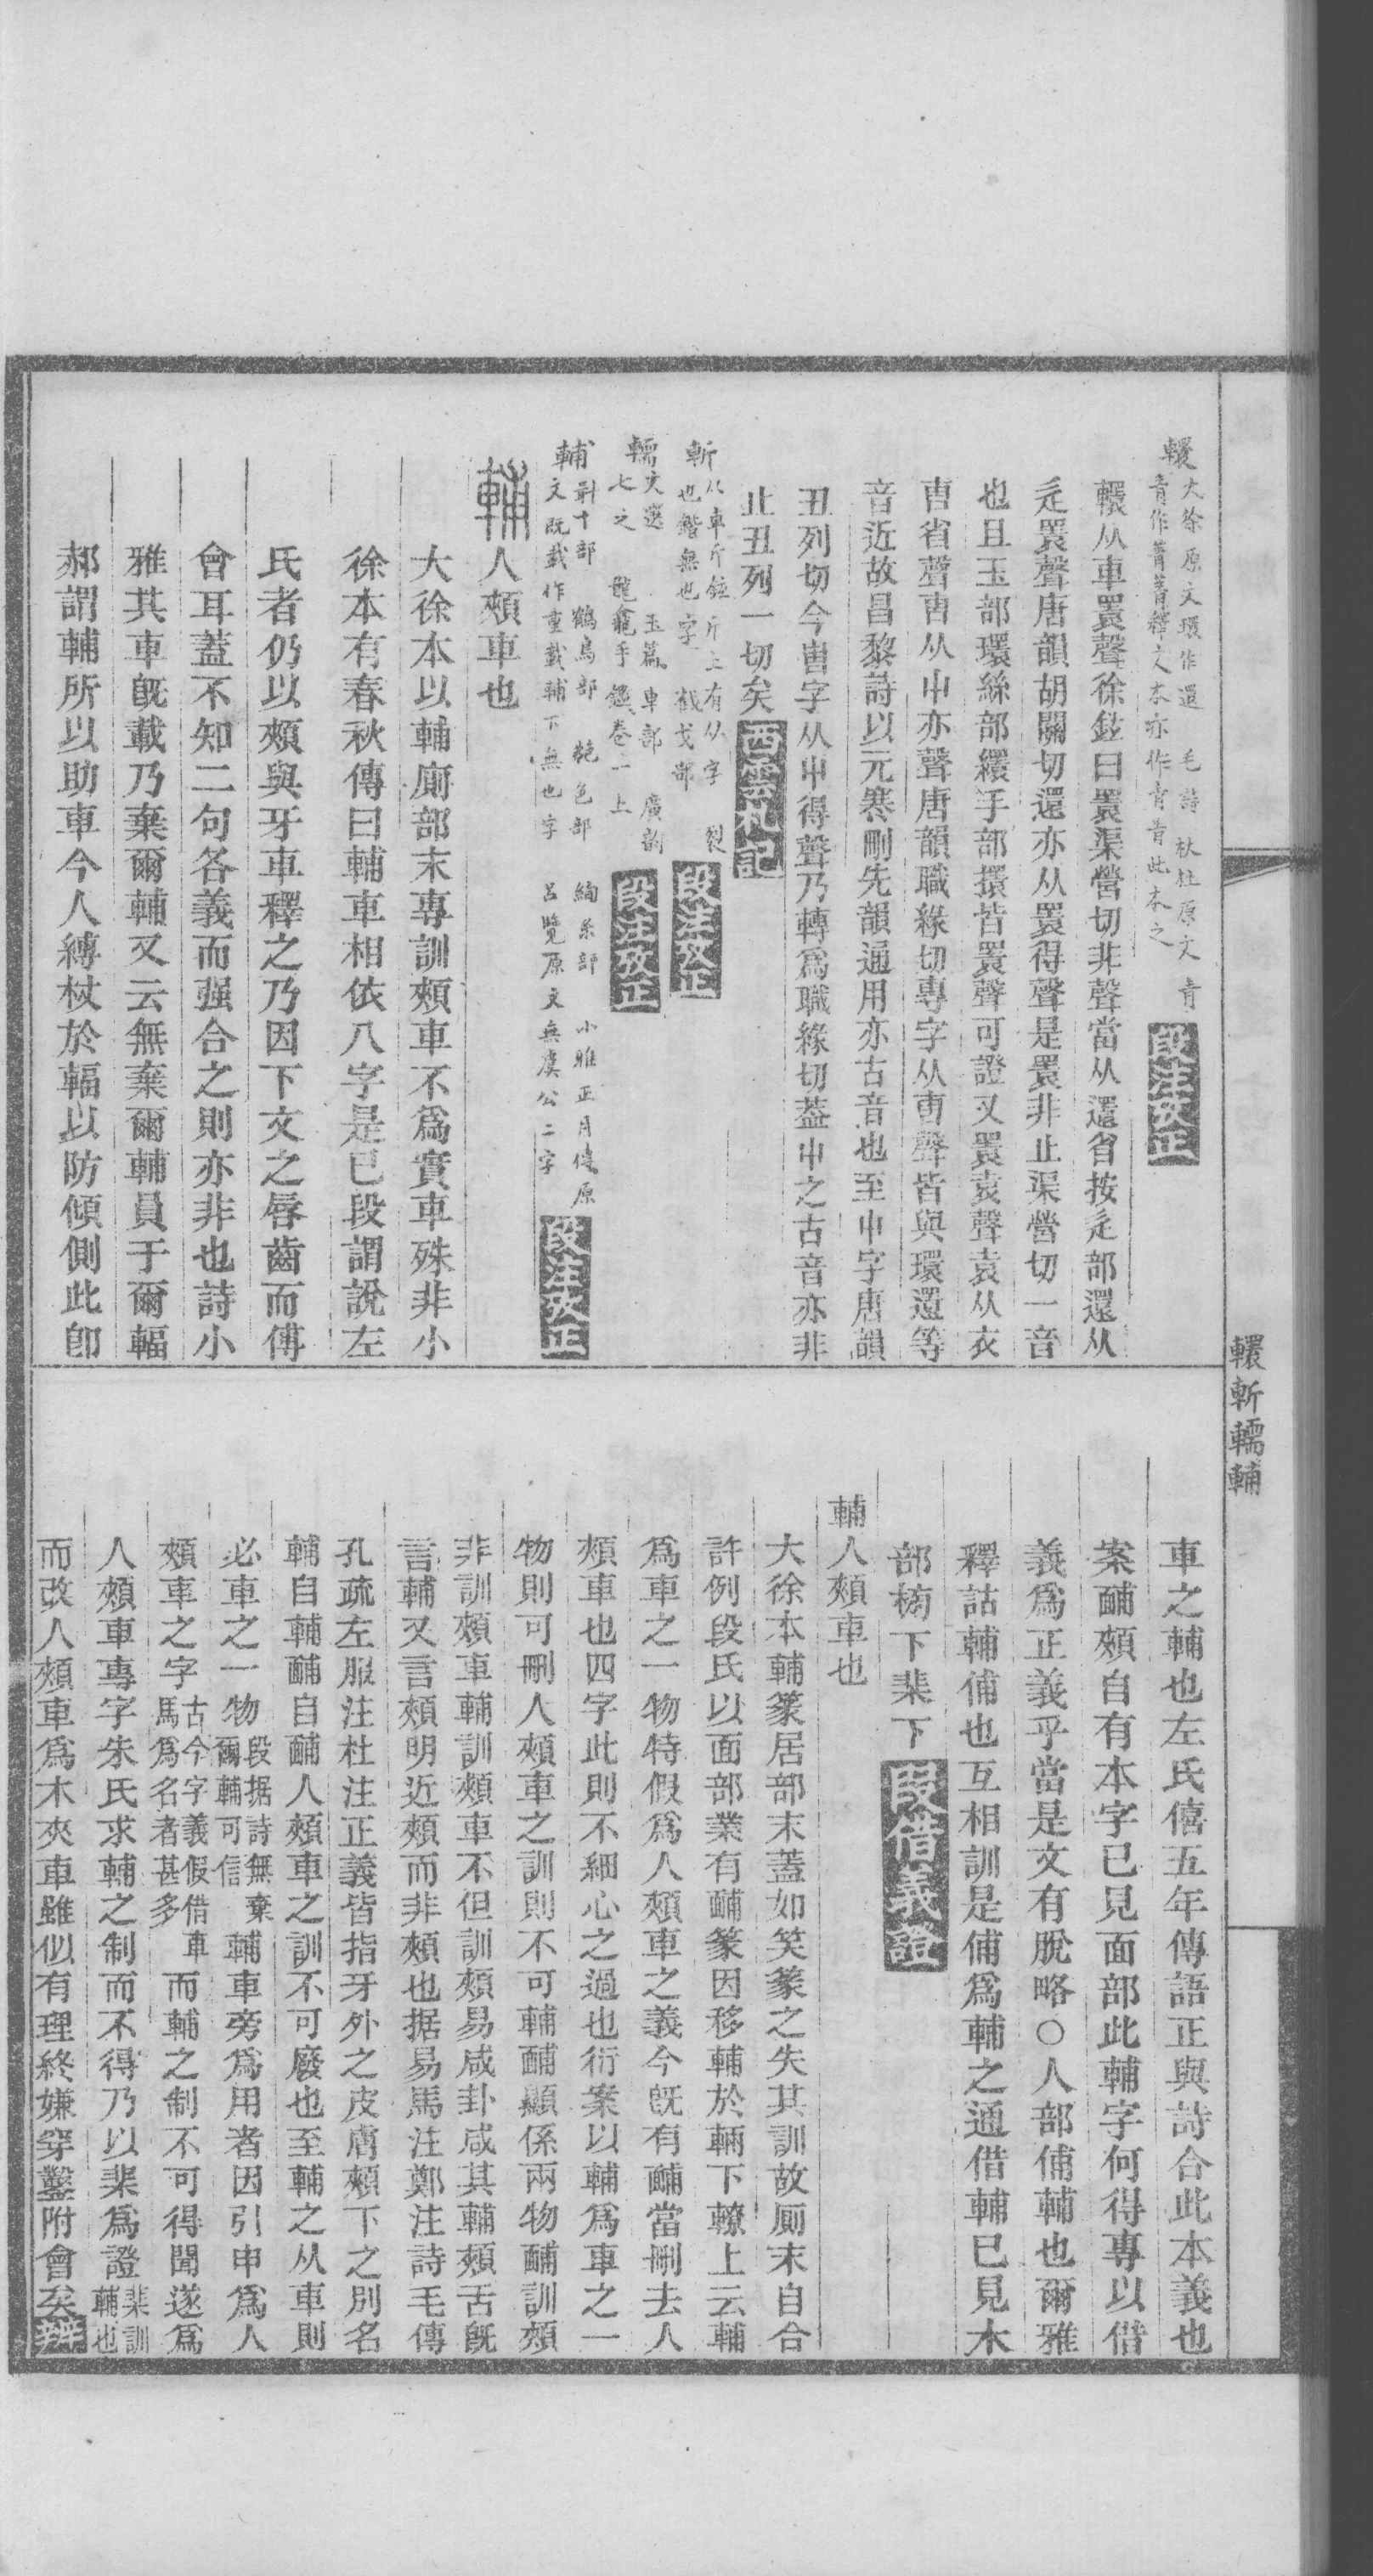 轘
大徐原文環作還　毛詩杕杜原文青
青作菁菁釋文本亦作青青此本之
段注攷正
轘从車瞏聲徐鉉曰瞏渠營切非聲當从還省按辵部還从
辵瞏聲唐韻胡關切還亦从瞏得聲是瞏非止渠營切一音
也且玉部環絲部繯手部擐皆瞏聲可證又瞏袁聲袁从衣
叀省聲叀从屮亦聲唐韻職緣切專字从叀聲皆與環還等
音近故昌黎詩以元寒刪先韻通用亦古音也至屮字唐韻
丑列切今叀字从屮得聲乃轉爲職緣切葢屮之古音亦非
止丑列一切矣
西雲札記
斬
从車斤鉉斤上有从字　裂
也鍇無也字　截戈部
段注攷正
轜
文選　玉篇車部　廣韵
七之　龍龕手鑑卷二上
段注攷正
輔
尌十部　鶴鳥部　艴色部　絢糸部　小雅正月傳原
文既載作重載輔下無也字　呂覽原文無虞公二字
段注攷正
輔
人頰車也
大徐本以輔廁部末專訓頰車不爲實車殊非小
徐本有春秋傳曰輔車相依八字是已段謂說左
氏者仍以頰與牙車釋之乃因下文之唇齒而傅
會耳蓋不知二句各義而强合之則亦非也詩小
雅其車旣載乃棄爾輔又云無棄爾輔員于爾輻
郝謂輔所以助車今人縛杖於輻以防傾側此卽
車之輔也左氏僖五年傳語正與詩合此本義也
案酺頰自有本字已見面部此輔字何得專以借
義爲正義乎當是文有脫略○人部俌輔也爾雅
釋詁輔俌也互相訓是俌爲輔之通借輔已見木
部椖下棐下
段借義證
輔人頰車也
大徐本輔篆居部末蓋如笑篆之失其訓故厠末自合
許例段氏以面部業有酺篆因移輔於輛下轑上云輔
爲車之一物特假爲人頰車之義今旣有酺當刪去人
頰車也四字此則不細心之過也衍案以輔爲車之一
物則可刪人頰車之訓則不可輔酺顯係兩物酺訓頰
非訓頰車輔訓頰車不但訓頰易咸卦咸其輔頰舌旣
言輔又言頰明近頰而非頰也据易馬注鄭注詩毛傳
孔疏左服注杜注正義皆指牙外之皮膚頰下之別名
輔自輔酺自酺人頰車之訓不可廢也至輔之从車則
必車之一物段据詩無棄爾輔可信輔車旁爲用者因引申爲人
頰車之字古今字義假借車馬爲名者甚多而輔之制不可得聞遂爲
人頰車專字朱氏求輔之制而不得乃以棐爲證棐訓輔也
而改人頰車爲木夾車雖似有理終嫌穿鑿附會矣
轘斬轜輔